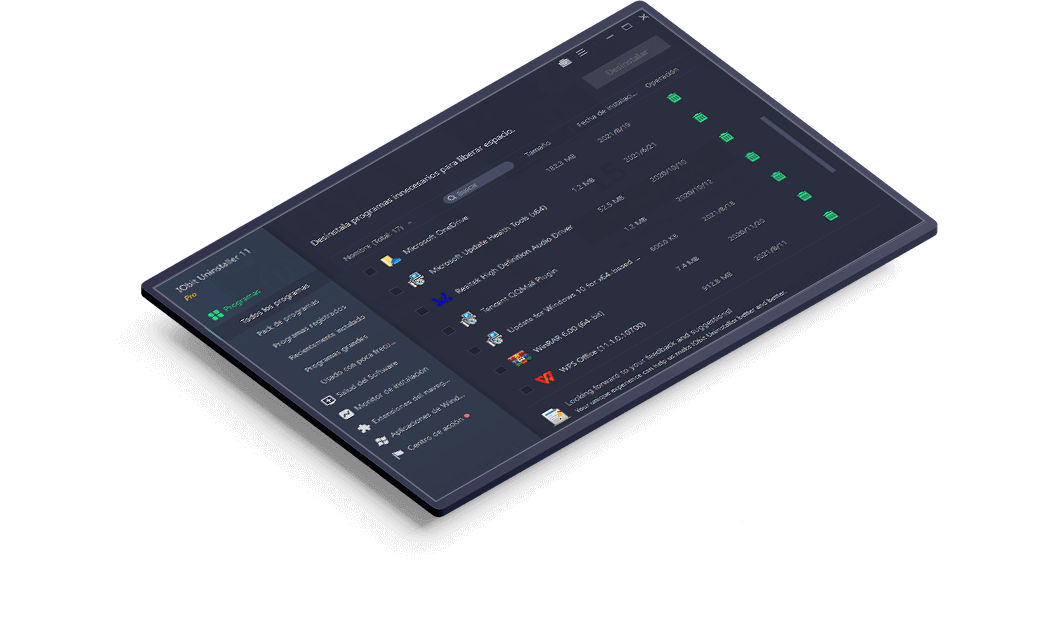 IObit Uninstaller 11
Pro
Programas
Todos los programas
Pack de programas
Programas registrados
Recientemente instalado
Programas grandes
Usado con poca frecu...
Salud del Software
Monitor de instalación
Extensiones del naveg...
Aplicaciones de Wind...
Centro de acción
Desinstala programas innecesarios para liberar espacio.
Buscar
Desinstalar
Nombre (Total: 17) Tamaño Fecha de instalaci... Operación
Microsoft OneDrive 182.3 MB 2021/8/19
Microsoft Update Health Tools (x64) 1.2 MB 2021/6/21
Realtek High Definition Audio Driver 52.5 MB 2020/10/10
Tencent QQMail Plugin 1.2 MB 2020/10/12
Update for Windows 10 for x64-based ... 800.0 KB 2021/8/18
WinRAR 6.00 (64-bit) 7.4 MB 2020/11/20
WPS Office (11.1.0.10700) 912.8 MB 2021/8/11
Looking forward to your feedback and suggestions!
Your unique experience can help us make IObit Uninstaller better and better.